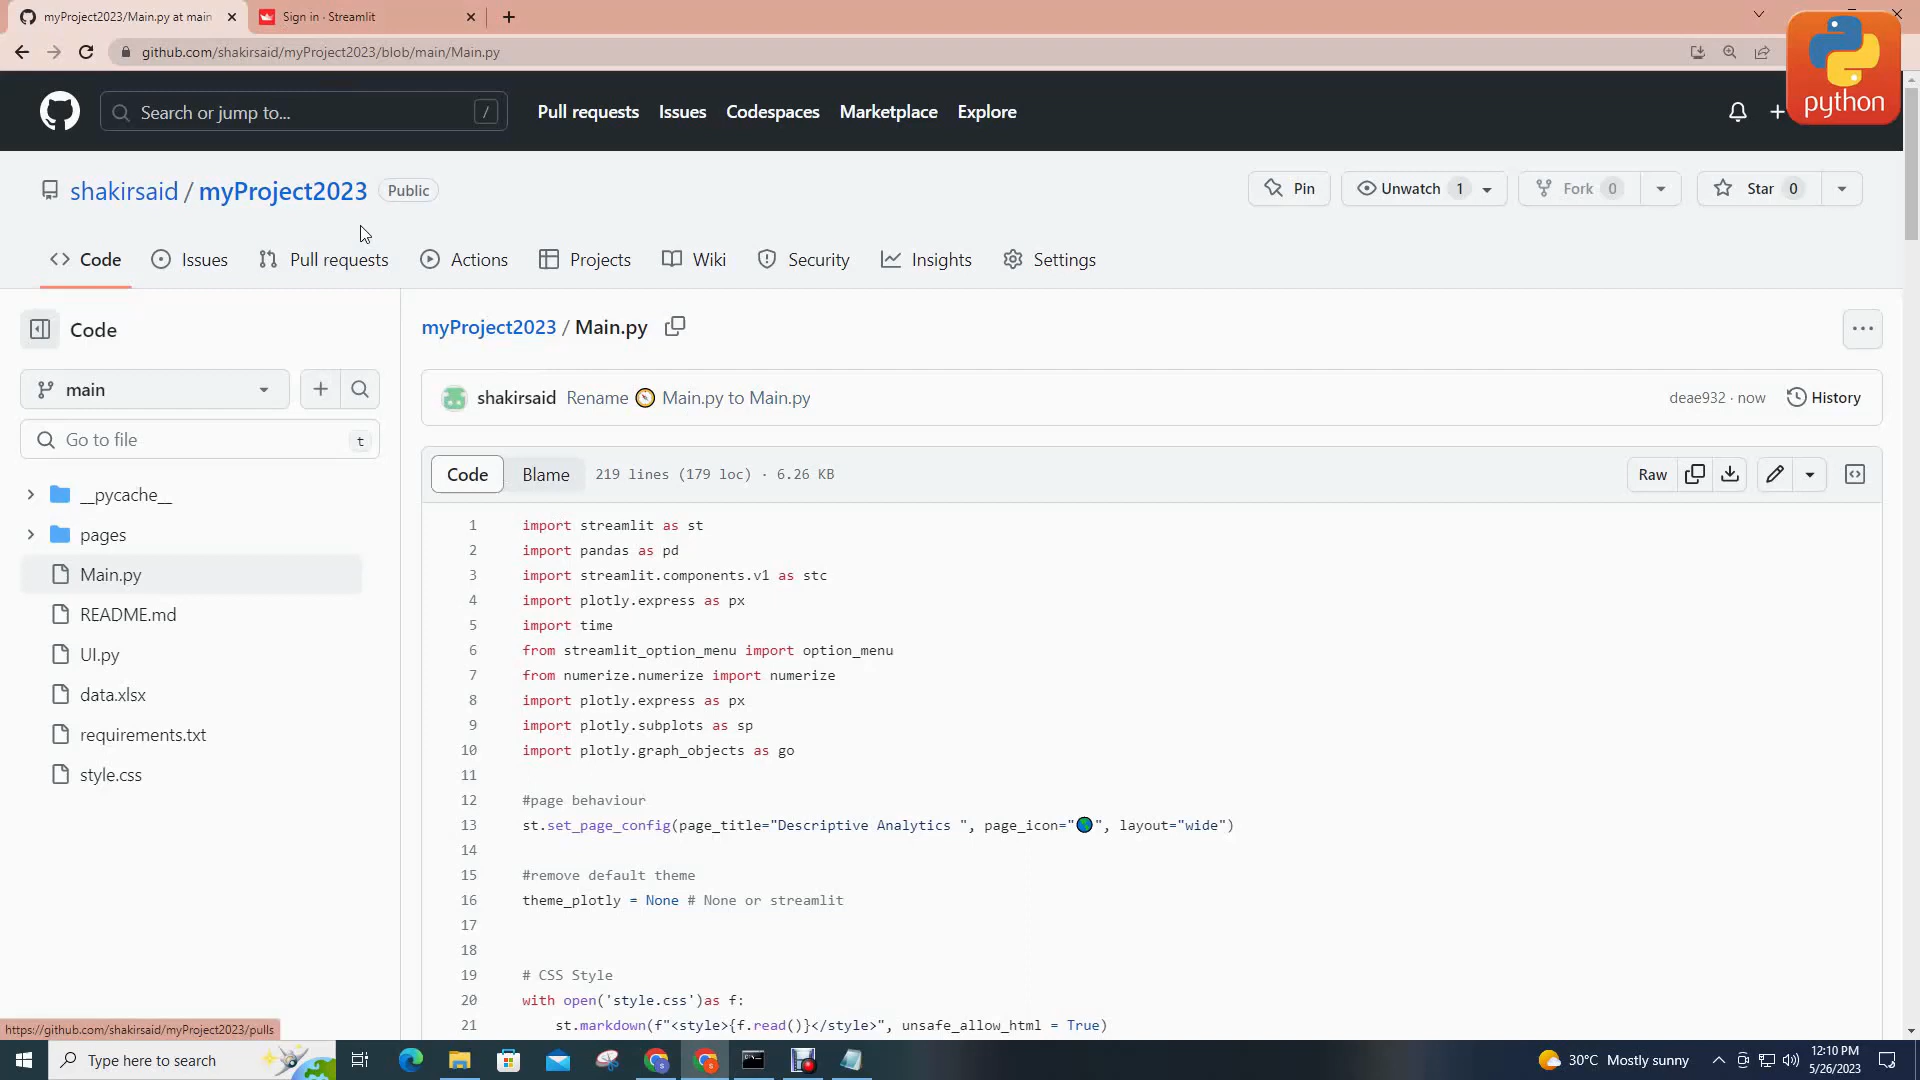 myProject2023/Main.py at main
Sign in · Streamlit
github.com/shakirsaid/myProject2023/blob/main/Main.py
python
Search or jump to...
/
Pull requests
Issues
Codespaces
Marketplace
Explore
shakirsaid / myProject2023
Public
Pin
Unwatch 1
Fork 0
Star 0
Code
Issues
Pull requests
Actions
Projects
Wiki
Security
Insights
Settings
Code
main
Go to file
t
__pycache__
pages
Main.py
README.md
UI.py
data.xlsx
requirements.txt
style.css
myProject2023 / Main.py
shakirsaid Rename 🧭 Main.py to Main.py
deae932 · now
History
Code
Blame
219 lines (179 loc) · 6.26 KB
Raw
1 import streamlit as st
2 import pandas as pd
3 import streamlit.components.v1 as stc
4 import plotly.express as px
5 import time
6 from streamlit_option_menu import option_menu
7 from numerize.numerize import numerize
8 import plotly.express as px
9 import plotly.subplots as sp
10 import plotly.graph_objects as go
11
12 #page behaviour
13 st.set_page_config(page_title="Descriptive Analytics ", page_icon="🌎", layout="wide")
14
15 #remove default theme
16 theme_plotly = None # None or streamlit
17
18
19 # CSS Style
20 with open('style.css')as f:
21 st.markdown(f"<style>{f.read()}</style>", unsafe_allow_html = True)
https://github.com/shakirsaid/myProject2023/pulls
Type here to search
30°C Mostly sunny
12:10 PM
5/26/2023